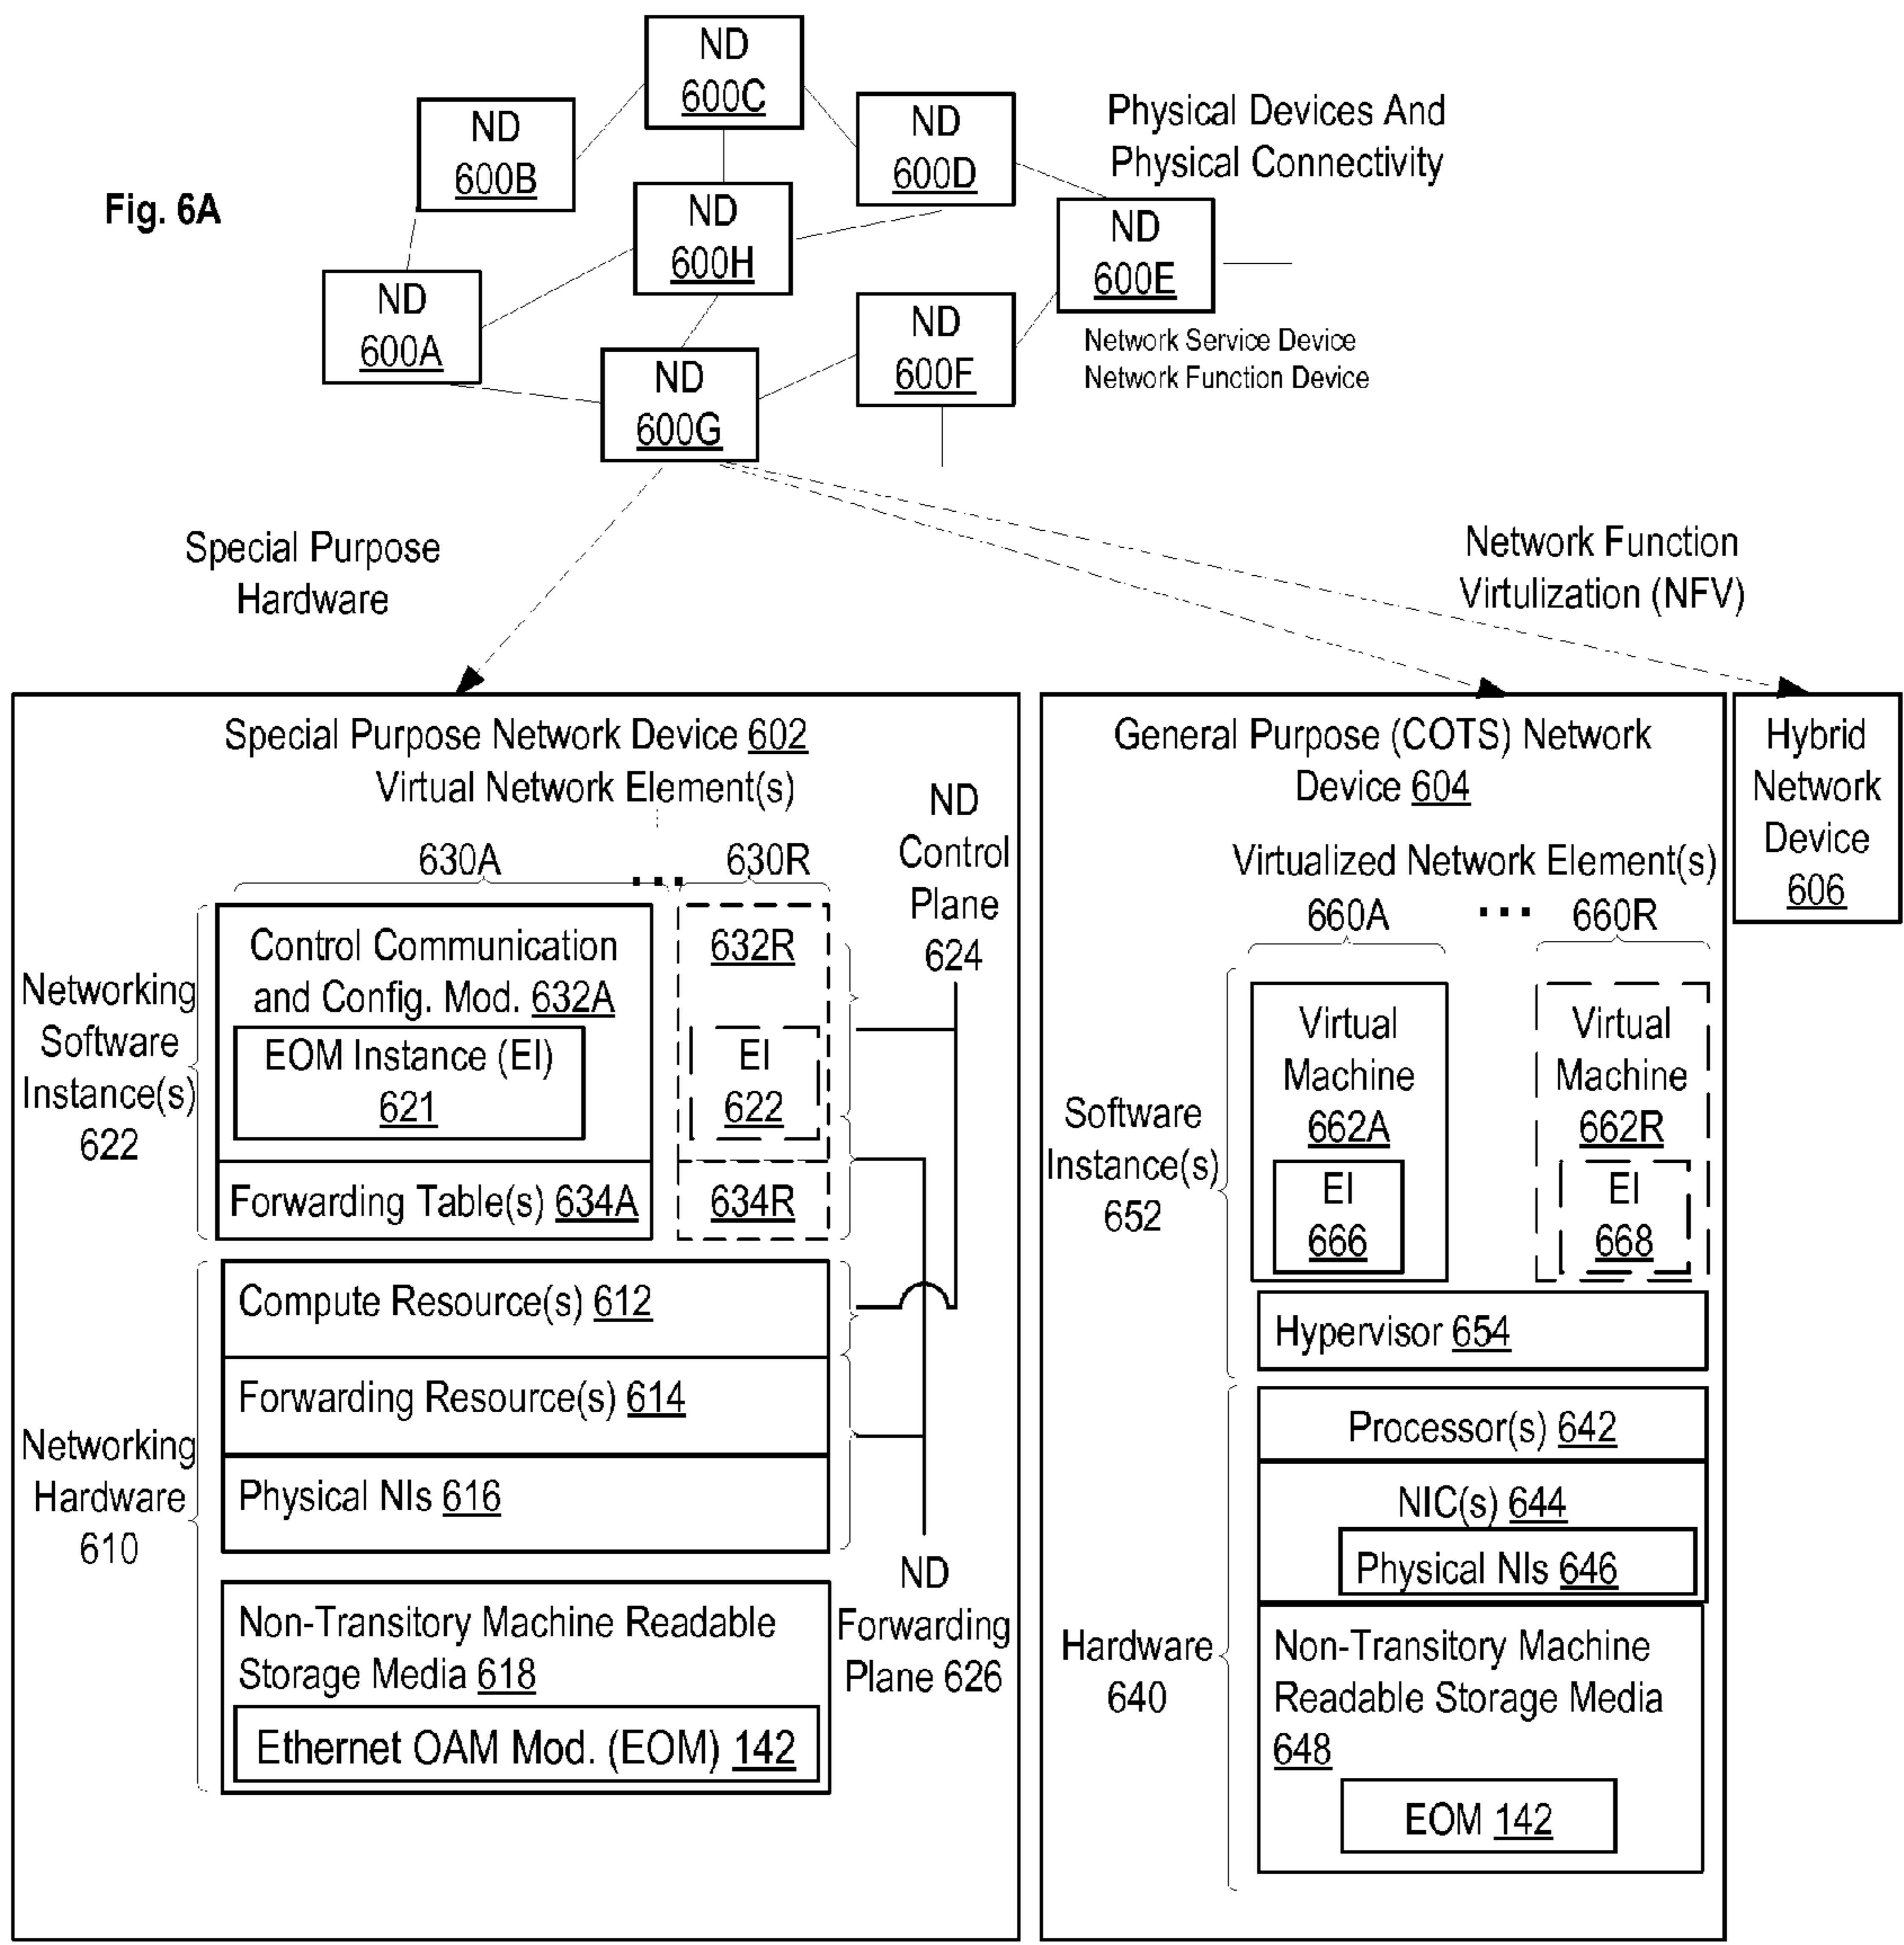 Fig. 6A
ND
600C
ND
600B
ND
600D
Physical Devices And
Physical Connectivity
ND
600H
ND
600E
ND
600A
ND
600F
Network Service Device
Network Function Device
ND
600G
Special Purpose
Hardware
Network Function
Virtulization (NFV)
Special Purpose Network Device 602
Virtual Network Element(s)
630A
...
630R
ND
Control
Plane
624
Networking
Software
Instance(s)
622
Control Communication
and Config. Mod. 632A
EOM Instance (EI)
621
Forwarding Table(s) 634A
632R
EI
622
634R
Networking
Hardware
610
Compute Resource(s) 612
Forwarding Resource(s) 614
Physical NIs 616
ND
Forwarding
Plane 626
Non-Transitory Machine Readable
Storage Media 618
Ethernet OAM Mod. (EOM) 142
General Purpose (COTS) Network
Device 604
Virtualized Network Element(s)
660A
...
660R
Software
Instance(s)
652
Virtual
Machine
662A
EI
666
Virtual
Machine
662R
EI
668
Hypervisor 654
Hardware
640
Processor(s) 642
NIC(s) 644
Physical NIs 646
Non-Transitory Machine
Readable Storage Media
648
EOM 142
Hybrid
Network
Device
606